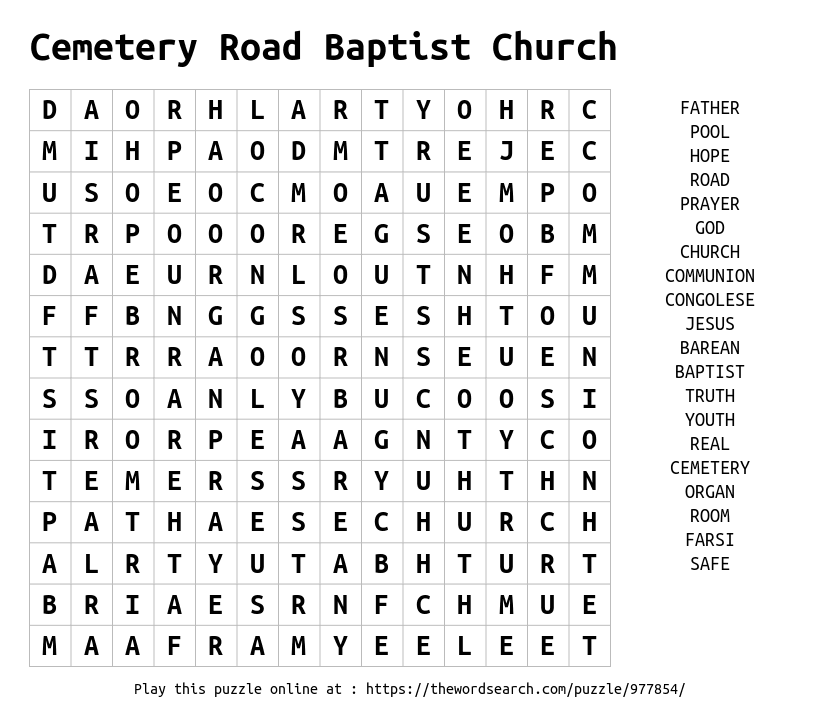 Cemetery Road Baptist Church
D A O R H L A R T Y O H R C
M I H P A O D M T R E J E C
U S O E O C M O A U E M P O
T R P O O O R E G S E O B M
D A E U R N L O U T N H F M
F F B N G G S S E S H T O U
T T R R A O O R N S E U E N
S S O A N L Y B U C O O S I
I R O R P E A A G N T Y C O
T E M E R S S R Y U H T H N
P A T H A E S E C H U R C H
A L R T Y U T A B H T U R T
B R I A E S R N F C H M U E
M A A F R A M Y E E L E E T
FATHER
POOL
HOPE
ROAD
PRAYER
GOD
CHURCH
COMMUNION
CONGOLESE
JESUS
BAREAN
BAPTIST
TRUTH
YOUTH
REAL
CEMETERY
ORGAN
ROOM
FARSI
SAFE
Play this puzzle online at : https://thewordsearch.com/puzzle/977854/